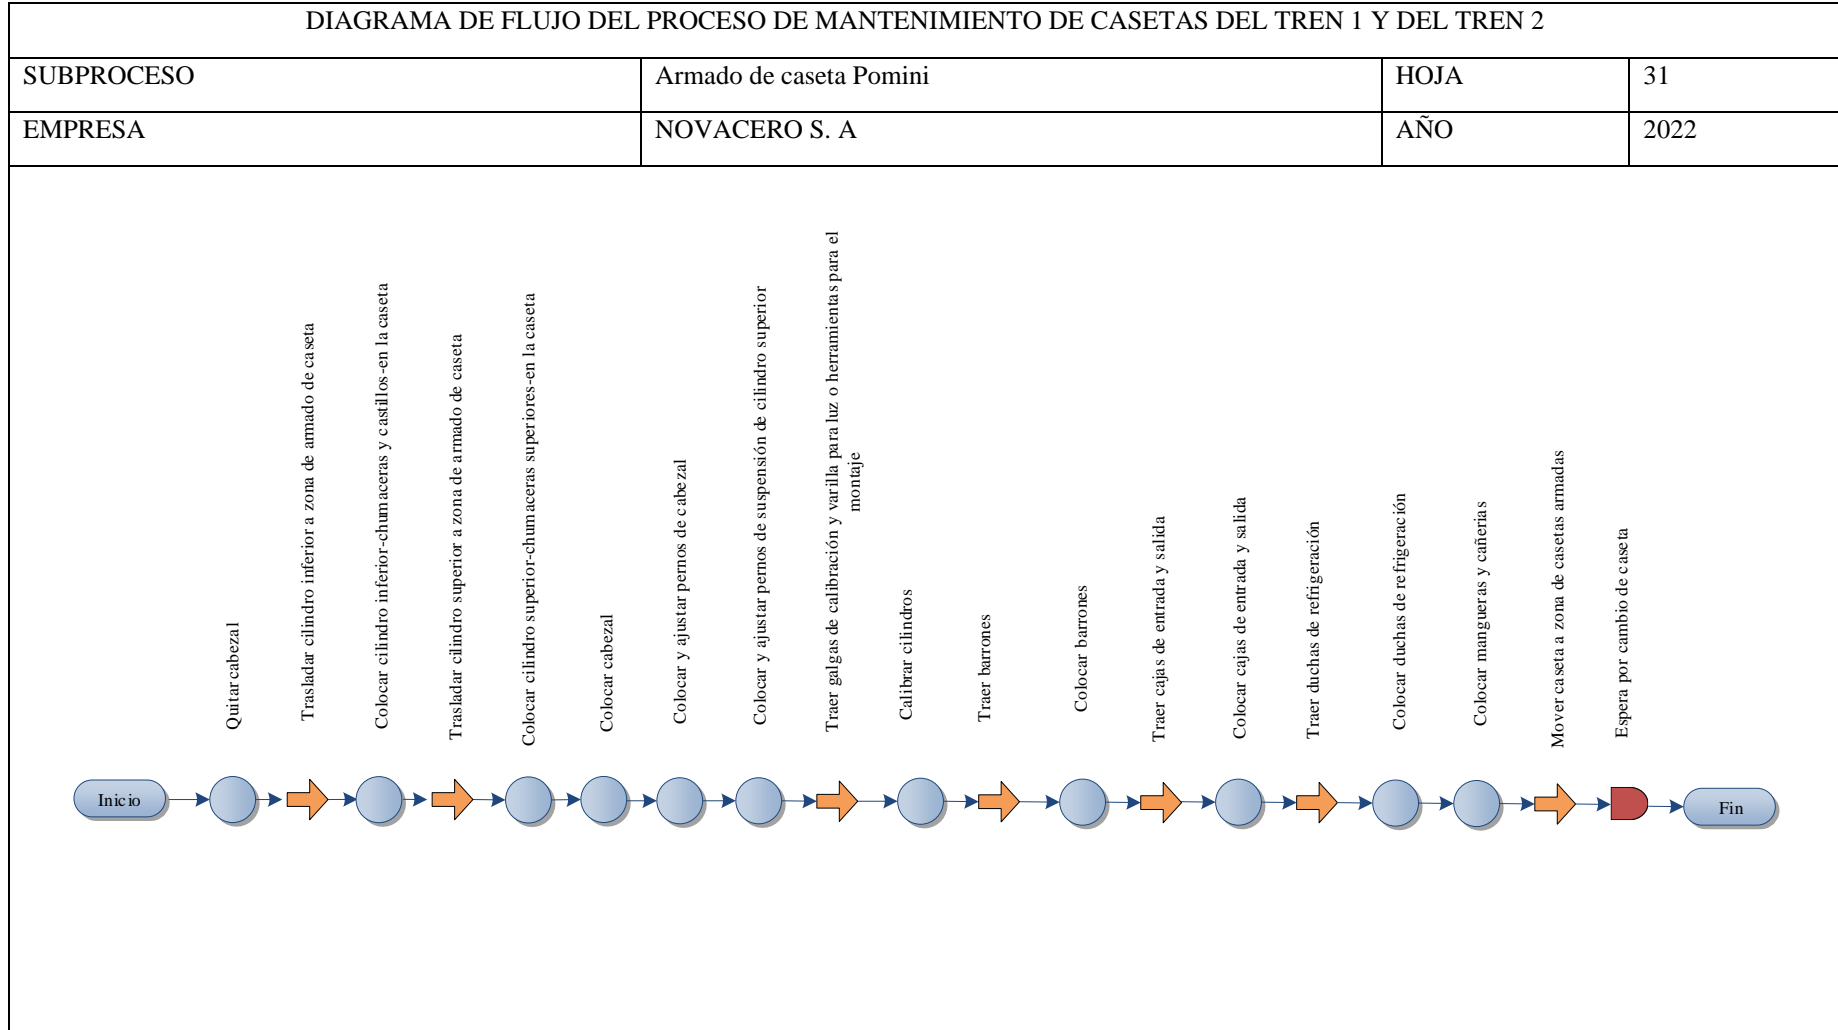 DIAGRAMA DE FLUJO DEL PROCESO DE MANTENIMIENTO DE CASETAS DEL TREN 1 Y DEL TREN 2
SUBPROCESO
Armado de caseta Pomini
HOJA
31
EMPRESA
NOVACERO S. A
AÑO
2022
Inicio
Quitar cabezal
Trasladar cilindro inferior a zona de armado de caseta
Colocar cilindro inferior-chumaceras y castillos-en la caseta
Trasladar cilindro superior a zona de armado de caseta
Colocar cilindro superior-chumaceras superiores-en la caseta
Colocar cabezal
Colocar y ajustar pernos de cabezal
Colocar y ajustar pernos de suspensión de cilindro superior
Traer galgas de calibración y varilla para luz o herramientas para el
montaje
Calibrar cilindros
Traer barrones
Colocar barrones
Traer cajas de entrada y salida
Colocar cajas de entrada y salida
Traer duchas de refrigeración
Colocar duchas de refrigeración
Colocar mangueras y cañerias
Mover caseta a zona de casetas armadas
Espera por cambio de caseta
Fin